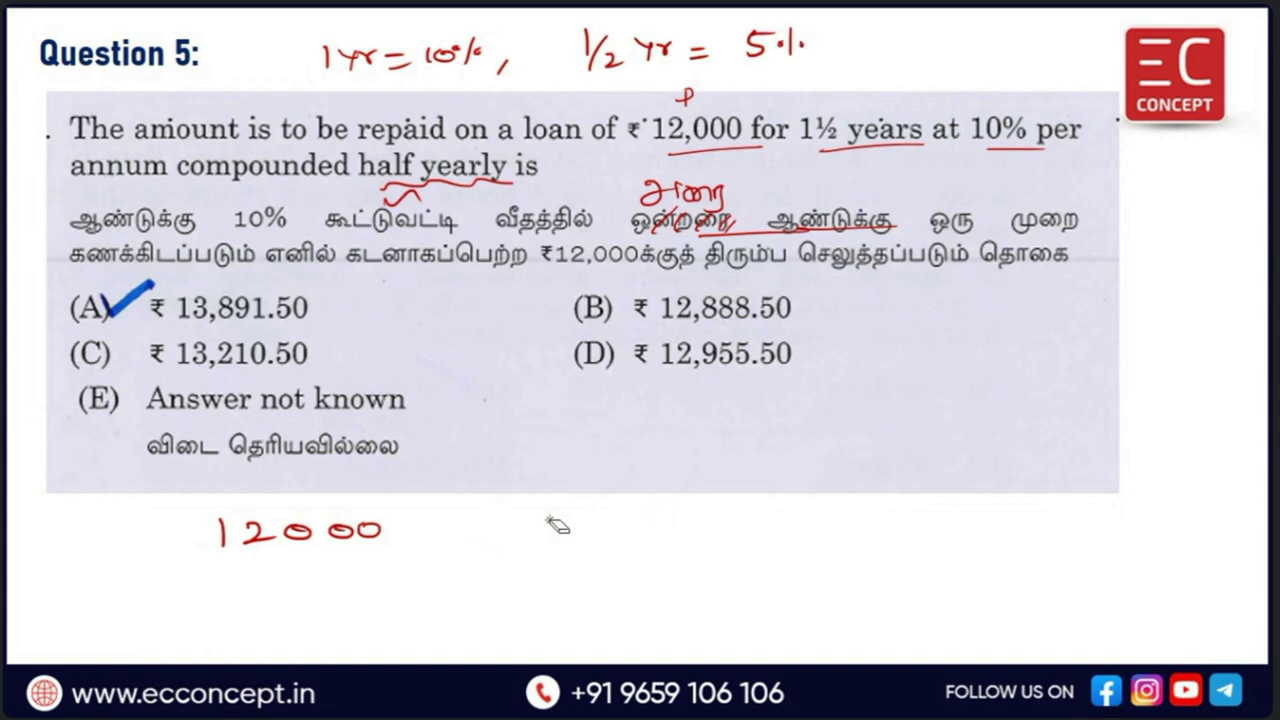 Question 5:
1 yr = 10%, 1/2 yr = 5%
EC
CONCEPT
P
. The amount is to be repaid on a loan of ₹ 12,000 for 1½ years at 10% per
annum compounded half yearly is
அரை
ஆண்டுக்கு 10% கூட்டுவட்டி வீதத்தில் ஒன்றரை ஆண்டுக்கு ஒரு முறை
கணக்கிடப்படும் எனில் கடனாகப்பெற்ற ₹12,000க்குத் திரும்ப செலுத்தப்படும் தொகை
(A) ₹ 13,891.50 (B) ₹ 12,888.50
(C) ₹ 13,210.50 (D) ₹ 12,955.50
(E) Answer not known
விடை தெரியவில்லை
12000
www.ecconcept.in +91 9659 106 106 FOLLOW US ON